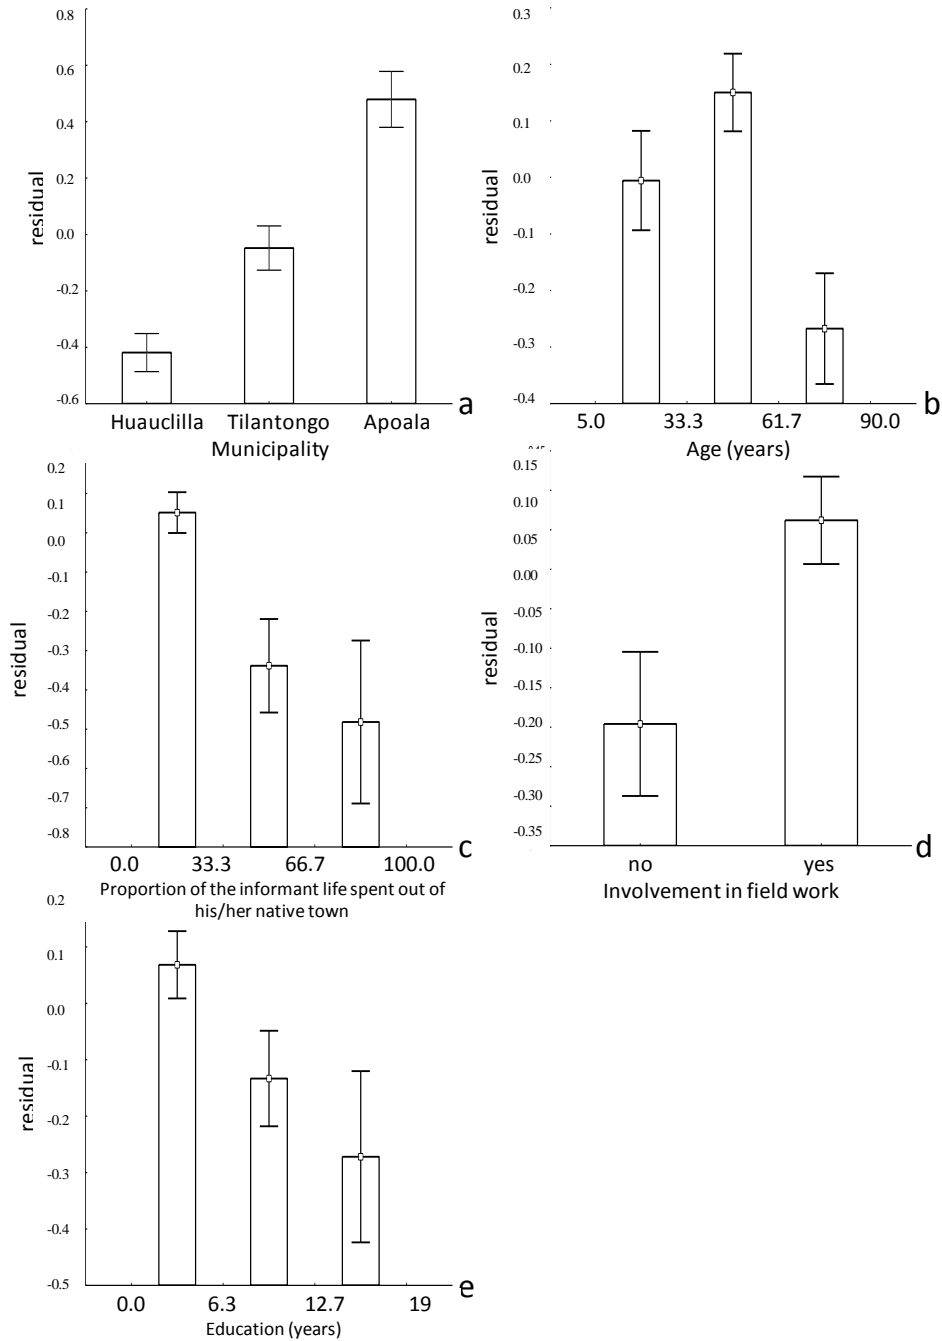 0.8
0.6
0.4
0.2
0.0
-0.2
-0.4
-0.6
residual
Huauclilla Tilantongo Apoala
Municipality
a
0.3
0.2
0.1
0.0
-0.1
-0.2
-0.3
-0.4
residual
5.0 33.3 61.7 90.0
Age (years)
b
0.2
0.1
0.0
-0.1
-0.2
-0.3
-0.4
-0.5
-0.6
-0.7
-0.8
residual
0.0 33.3 66.7 100.0
Proportion of the informant life spent out of
his/her native town
c
0.15
0.10
0.05
0.00
-0.05
-0.10
-0.15
-0.20
-0.25
-0.30
-0.35
residual
no yes
Involvement in field work
d
0.2
0.1
0.0
-0.1
-0.2
-0.3
-0.4
-0.5
residual
0.0 6.3 12.7 19
Education (years)
e